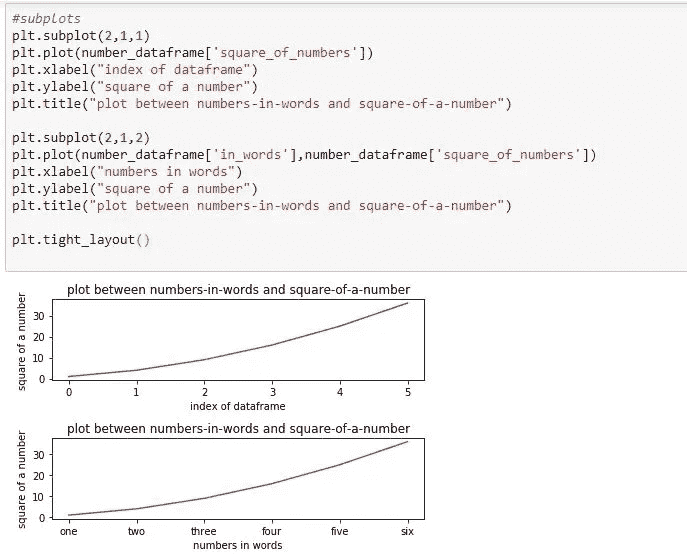 #subplots
plt.subplot(2,1,1)
plt.plot(number_dataframe['square_of_numbers'])
plt.xlabel("index of dataframe")
plt.ylabel("square of a number")
plt.title("plot between numbers-in-words and square-of-a-number")
plt.subplot(2,1,2)
plt.plot(number_dataframe['in_words'],number_dataframe['square_of_numbers'])
plt.xlabel("numbers in words")
plt.ylabel("square of a number")
plt.title("plot between numbers-in-words and square-of-a-number")
plt.tight_layout()
plot between numbers-in-words and square-of-a-number
square of a number
30
20
10
0
0 1 2 3 4 5
index of dataframe
plot between numbers-in-words and square-of-a-number
square of a number
30
20
10
0
one two three four five six
numbers in words